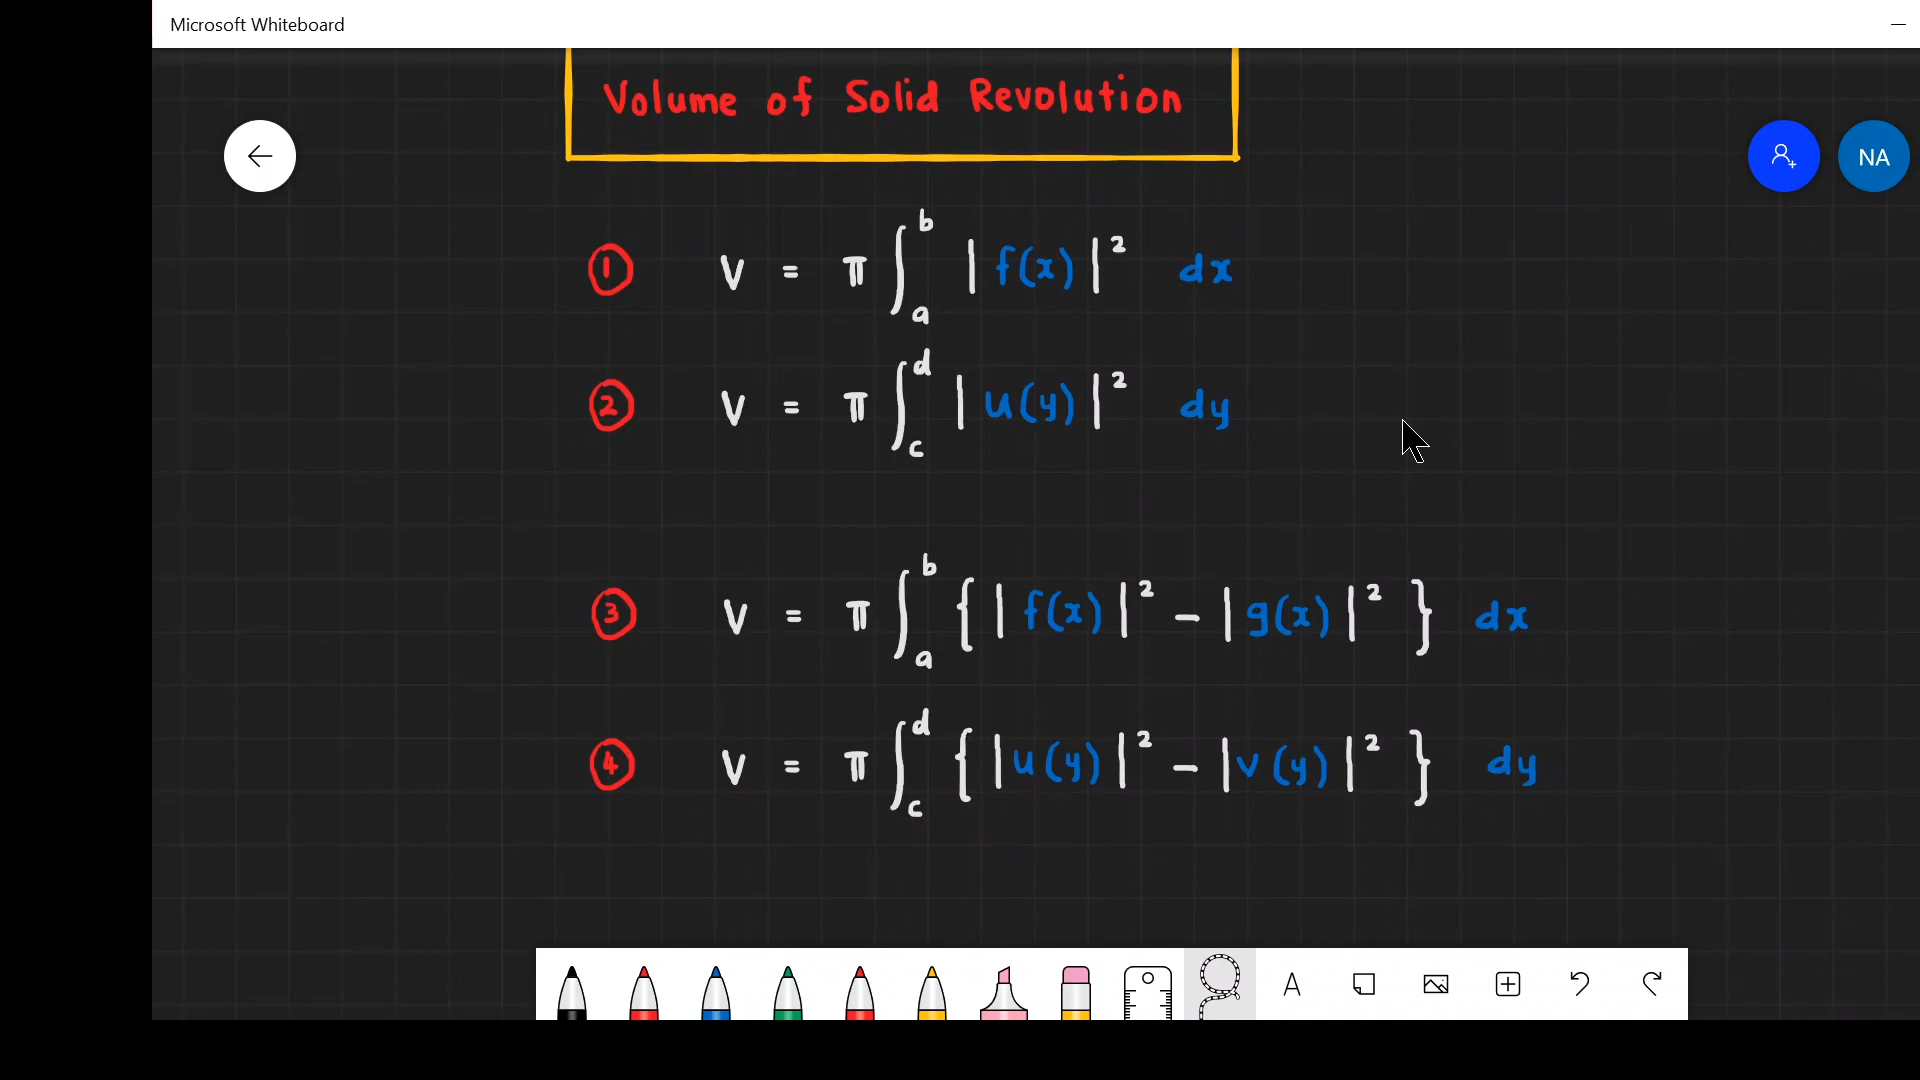 Microsoft Whiteboard
Volume of Solid Revolution
NA
① V = π ∫_a^b |f(x)|² dx
② V = π ∫_c^d |u(y)|² dy
③ V = π ∫_a^b {|f(x)|² − |g(x)|²} dx
④ V = π ∫_c^d {|u(y)|² − |v(y)|²} dy